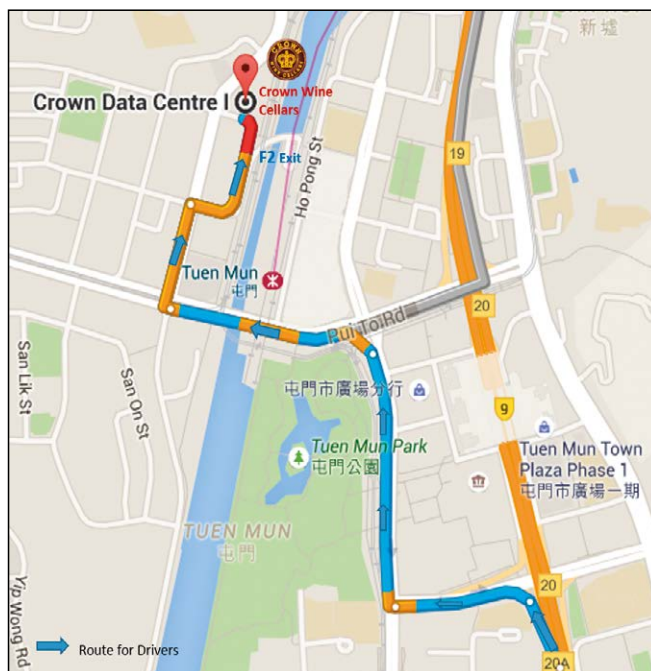 新墟
CROWN
WINE CELLARS
Crown Data Centre I
Crown Wine
Cellars
F2 Exit
Ho Pong St
19
Tuen Mun
屯門
20
Pui To Rd
San Lik St
San On St
屯門市廣場分行
9
Tuen Mun Park
屯門公園
Tuen Mun Town
Plaza Phase 1
屯門市廣場一期
TUEN MUN
屯門
20
Yip Wong Rd
Route for Drivers
20A